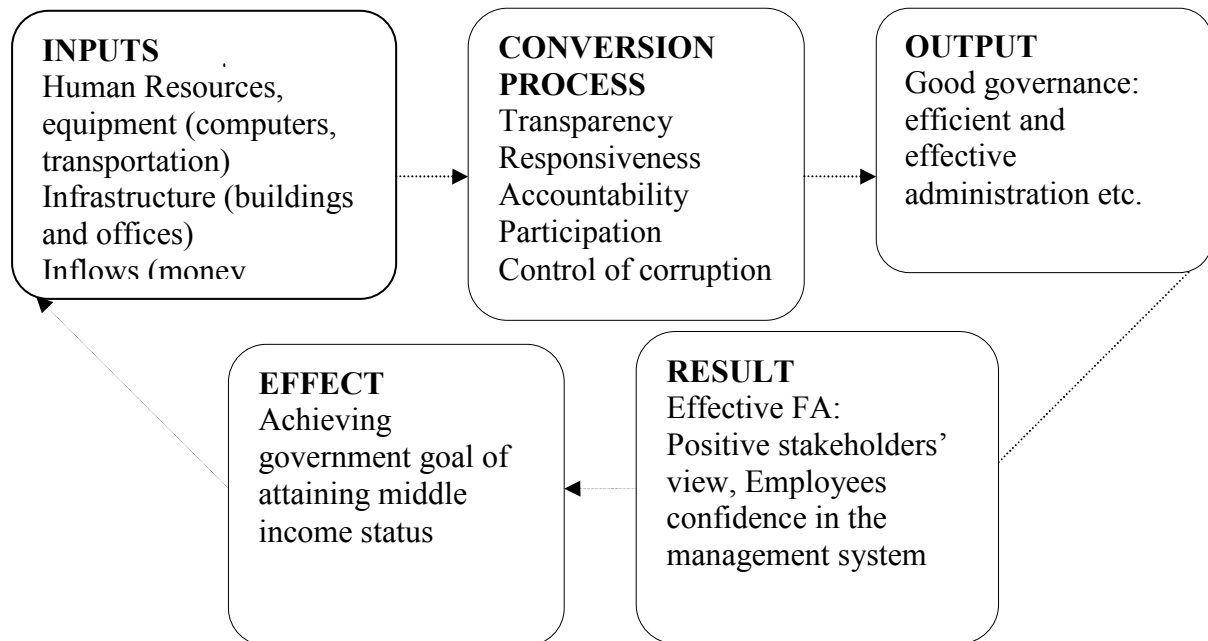 INPUTS
Human Resources,
equipment (computers,
transportation)
Infrastructure (buildings
and offices)
Inflows (money
CONVERSION
PROCESS
Transparency
Responsiveness
Accountability
Participation
Control of corruption
OUTPUT
Good governance:
efficient and
effective
administration etc.
EFFECT
Achieving
government goal of
attaining middle
income status
RESULT
Effective FA:
Positive stakeholders’
view, Employees
confidence in the
management system